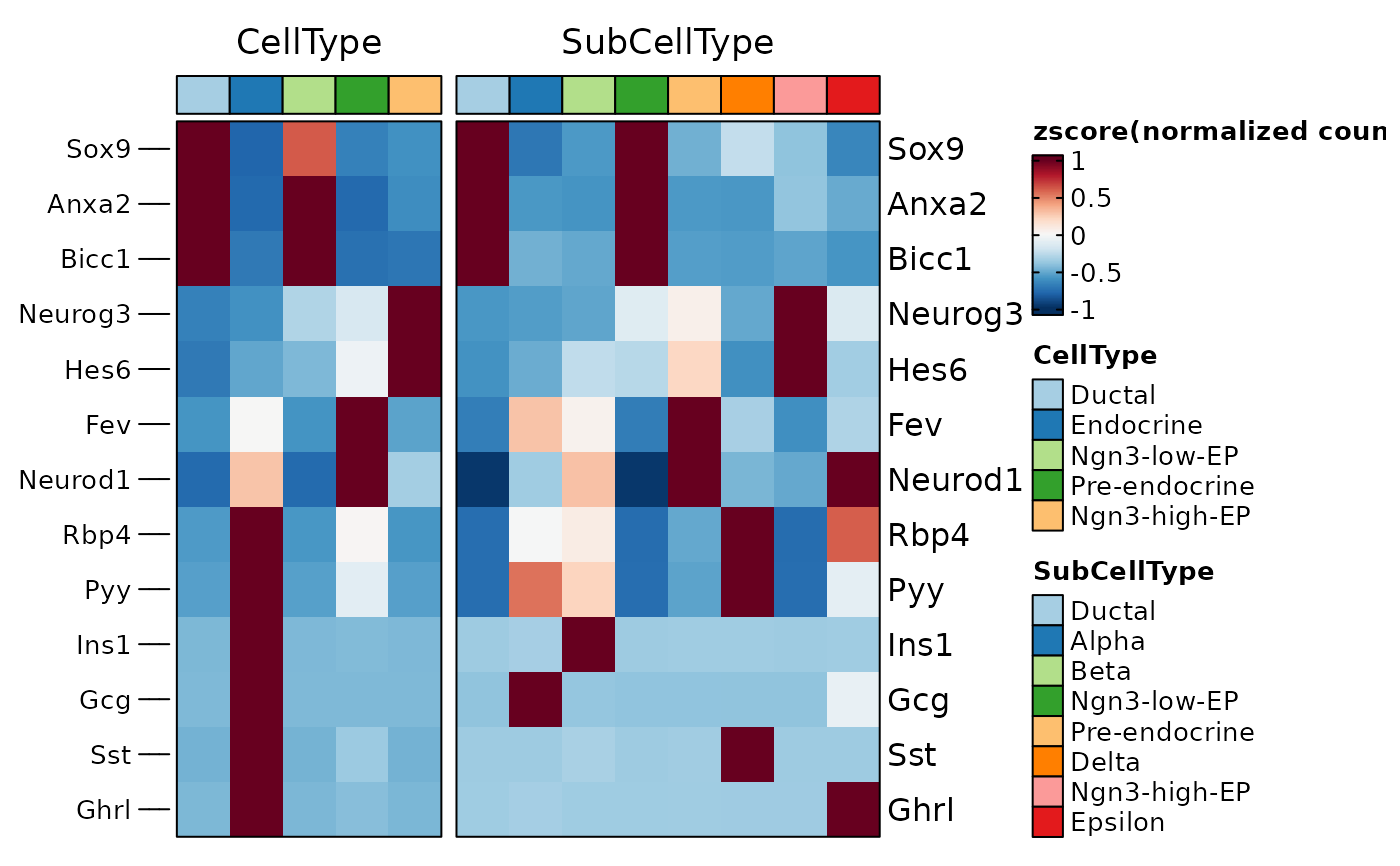 CellType
SubCellType
Sox9
Anxa2
Bicc1
Neurog3
Hes6
Fev
Neurod1
Rbp4
Pyy
Ins1
Gcg
Sst
Ghrl
Sox9
Anxa2
Bicc1
Neurog3
Hes6
Fev
Neurod1
Rbp4
Pyy
Ins1
Gcg
Sst
Ghrl
zscore(normalized coun
1
0.5
0
-0.5
-1
CellType
Ductal
Endocrine
Ngn3-low-EP
Pre-endocrine
Ngn3-high-EP
SubCellType
Ductal
Alpha
Beta
Ngn3-low-EP
Pre-endocrine
Delta
Ngn3-high-EP
Epsilon